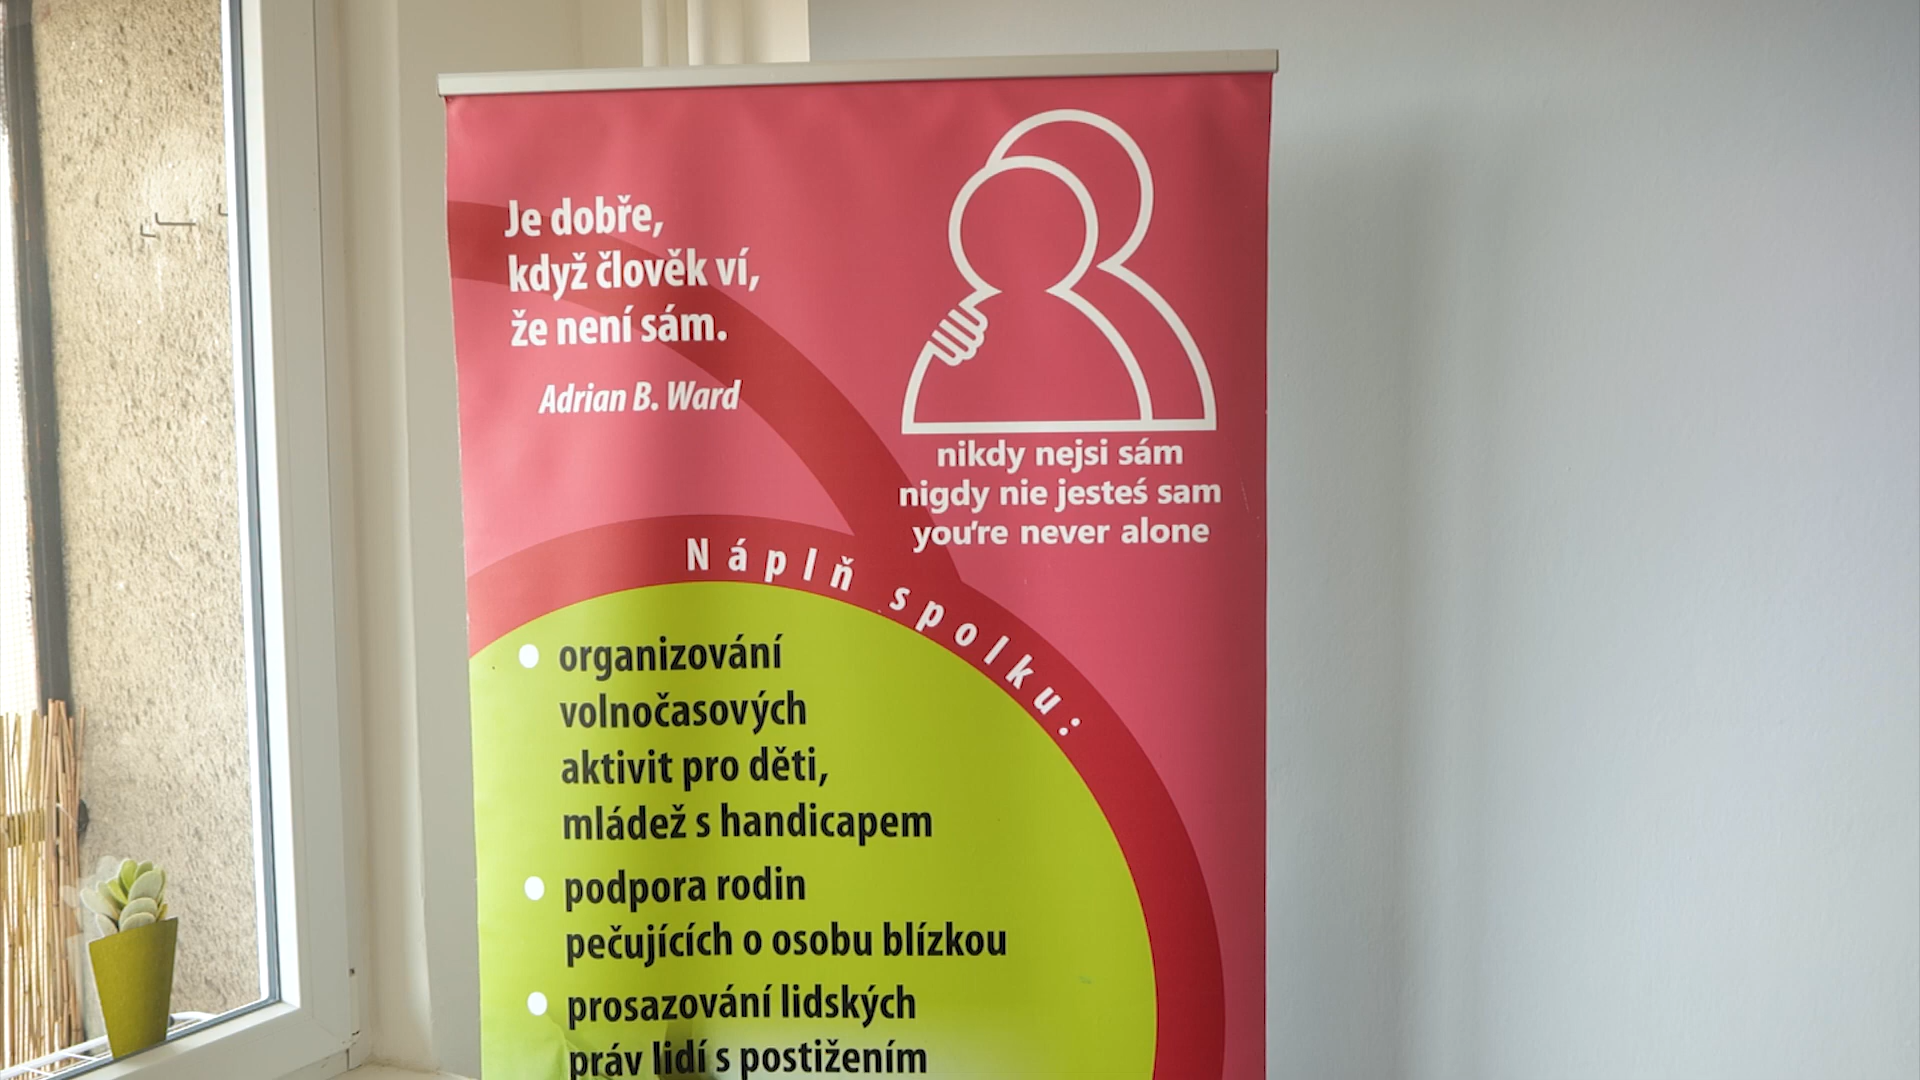 Je dobře,
když člověk ví,
že není sám.
Adrian B. Ward
nikdy nejsi sám
nigdy nie jesteś sam
you're never alone
Náplň spolku:
organizování
volnočasových
aktivit pro děti,
mládež s handicapem
podpora rodin
pečujících o osobu blízkou
prosazování lidských
práv lidí s postižením